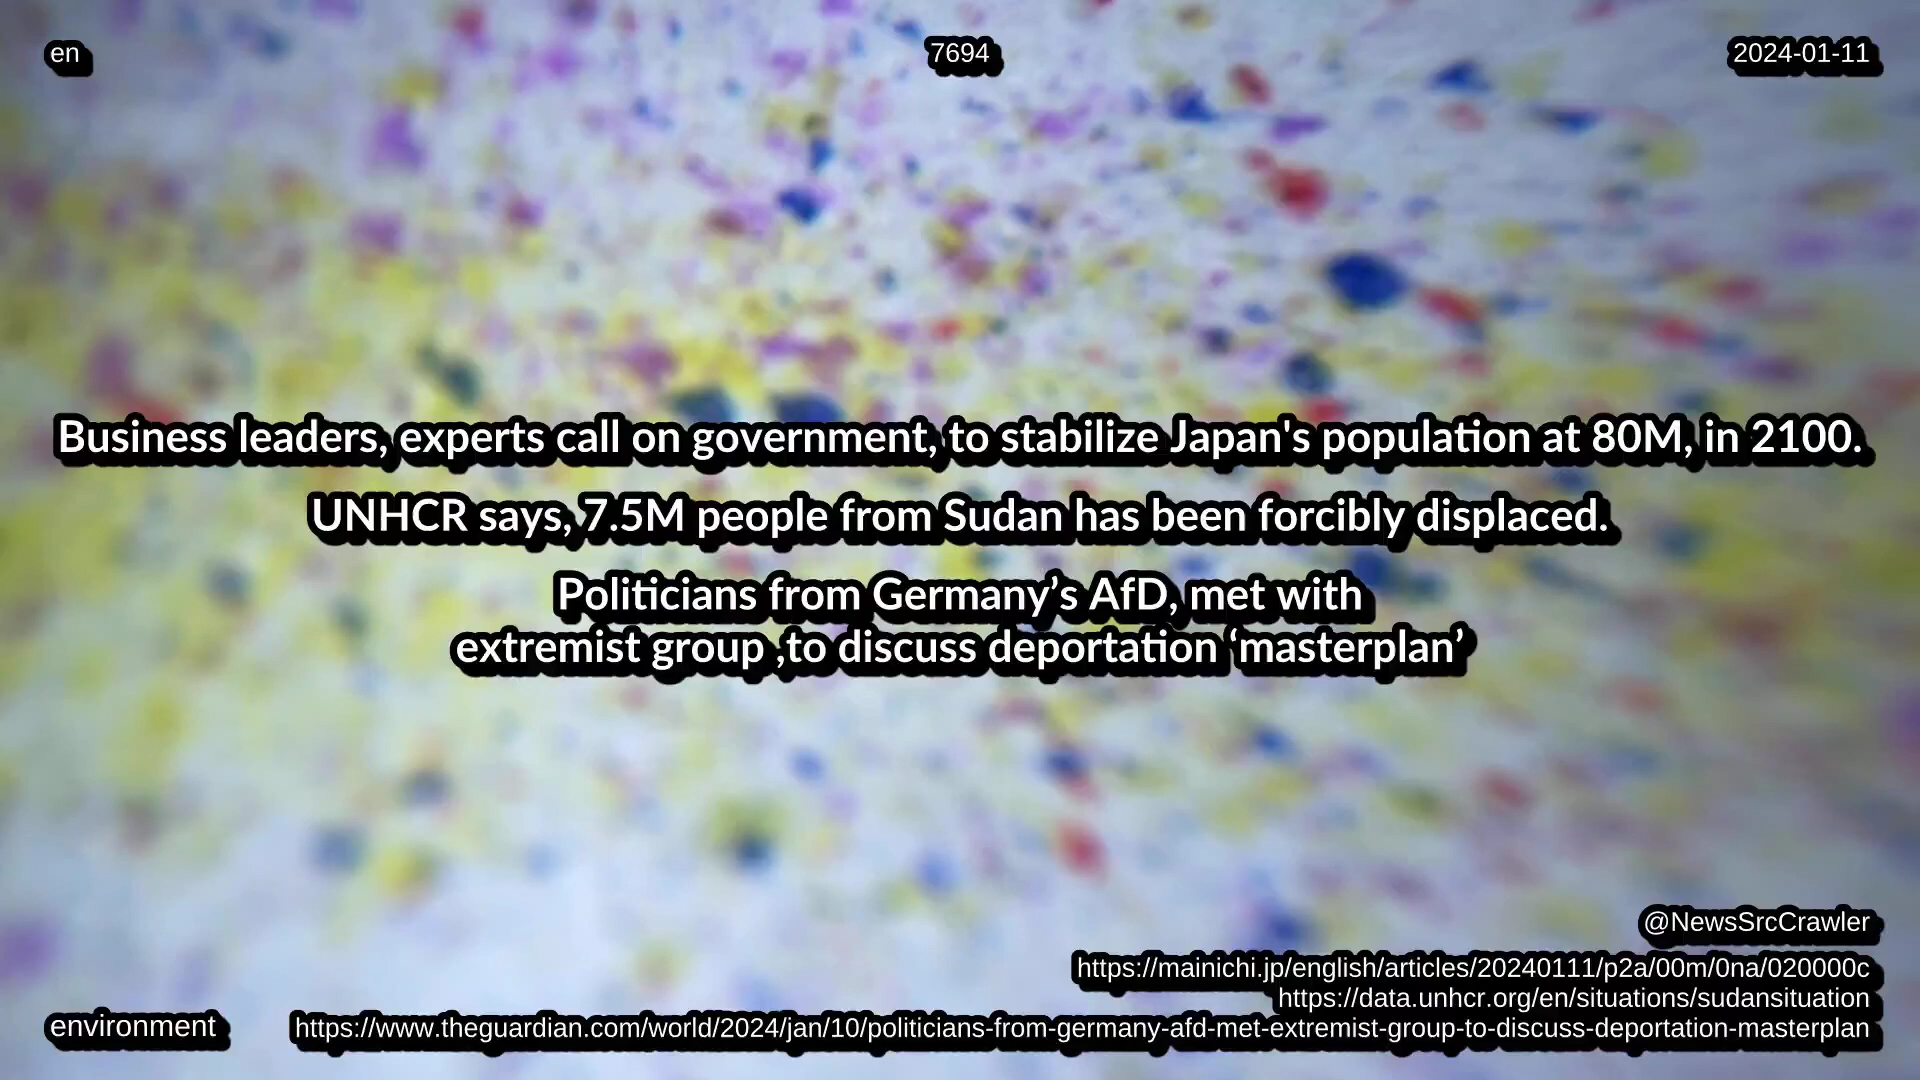 en
7694
2024-01-11
Business leaders, experts call on government, to stabilize Japan's population at 80M, in 2100.
UNHCR says, 7.5M people from Sudan has been forcibly displaced.
Politicians from Germany’s AfD, met with
extremist group ,to discuss deportation ‘masterplan’
@NewsSrcCrawler
https://mainichi.jp/english/articles/20240111/p2a/00m/0na/020000c
https://data.unhcr.org/en/situations/sudansituation
environment
https://www.theguardian.com/world/2024/jan/10/politicians-from-germany-afd-met-extremist-group-to-discuss-deportation-masterplan